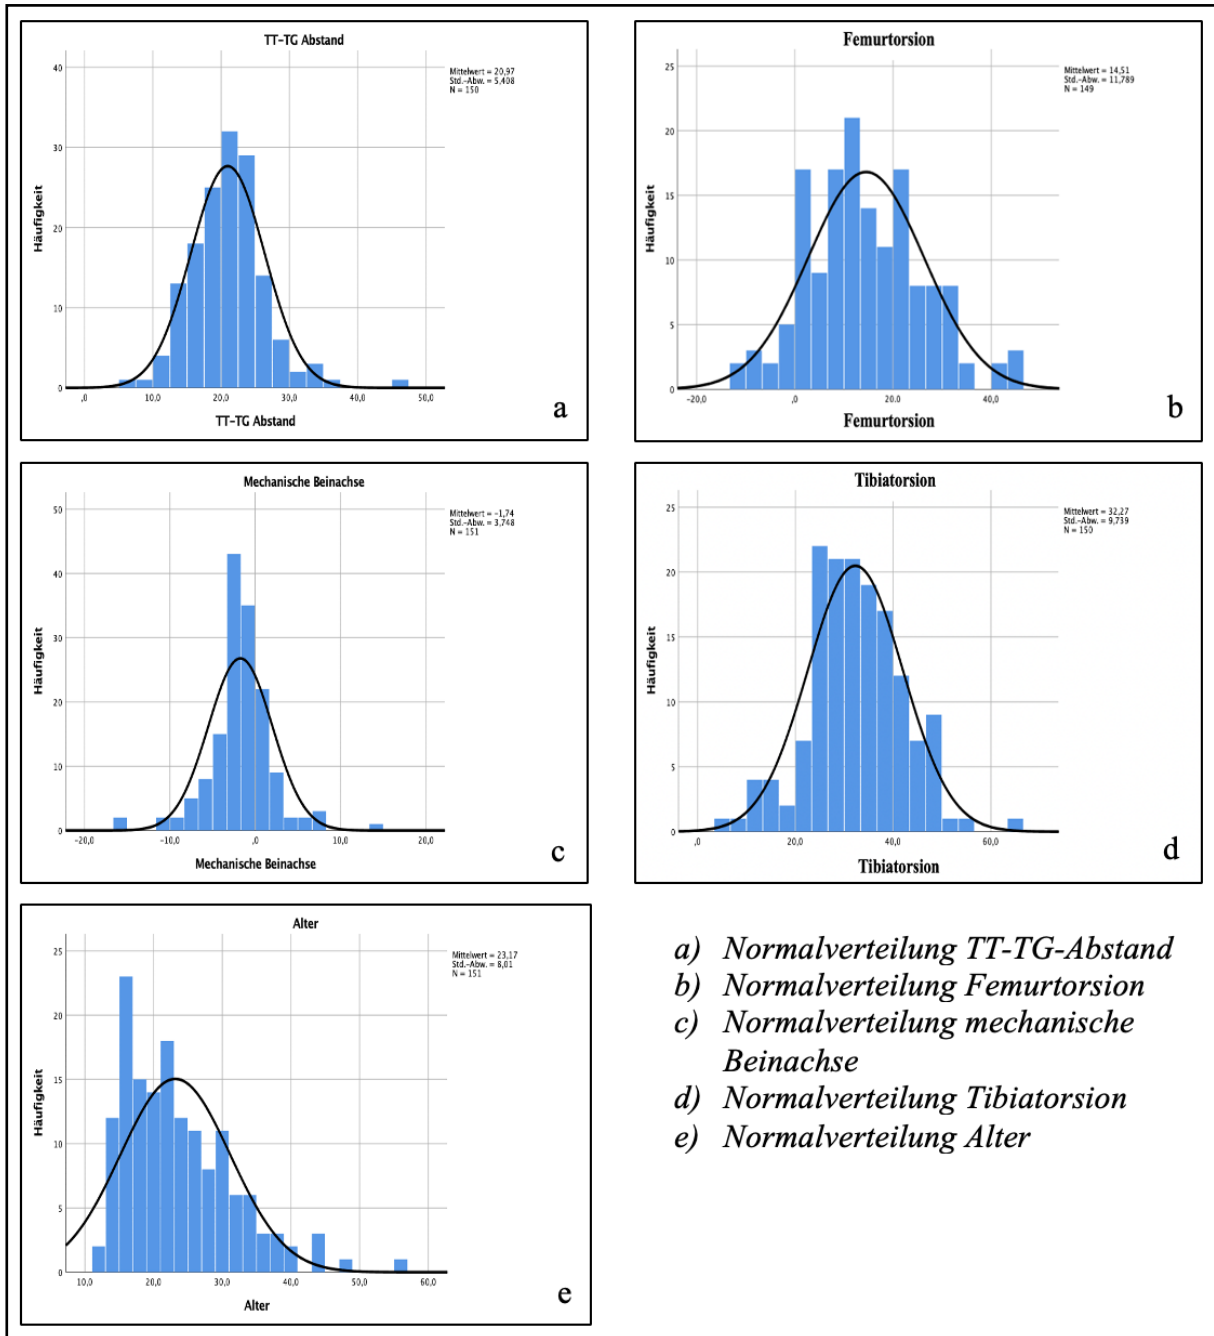 TT-TG Abstand
Mittelwert = 20,97
Std.-Abw. = 5,408
N = 150
Häufigkeit
40
30
20
10
0
,0 10,0 20,0 30,0 40,0 50,0
TT-TG Abstand
a
Femurtorsion
Mittelwert = 14,51
Std.-Abw. = 11,789
N = 149
Häufigkeit
25
20
15
10
5
0
-20,0 ,0 20,0 40,0
Femurtorsion
b
Mechanische Beinachse
Mittelwert = -1,74
Std.-Abw. = 3,748
N = 151
Häufigkeit
50
40
30
20
10
0
-20,0 -10,0 ,0 10,0 20,0
Mechanische Beinachse
c
Tibiatorsion
Mittelwert = 32,27
Std.-Abw. = 9,739
N = 150
Häufigkeit
25
20
15
10
5
0
,0 20,0 40,0 60,0
Tibiatorsion
d
Alter
Mittelwert = 23,17
Std.-Abw. = 8,01
N = 151
Häufigkeit
25
20
15
10
5
0
10,0 20,0 30,0 40,0 50,0 60,0
Alter
e
a) Normalverteilung TT-TG-Abstand
b) Normalverteilung Femurtorsion
c) Normalverteilung mechanische
Beinachse
d) Normalverteilung Tibiatorsion
e) Normalverteilung Alter